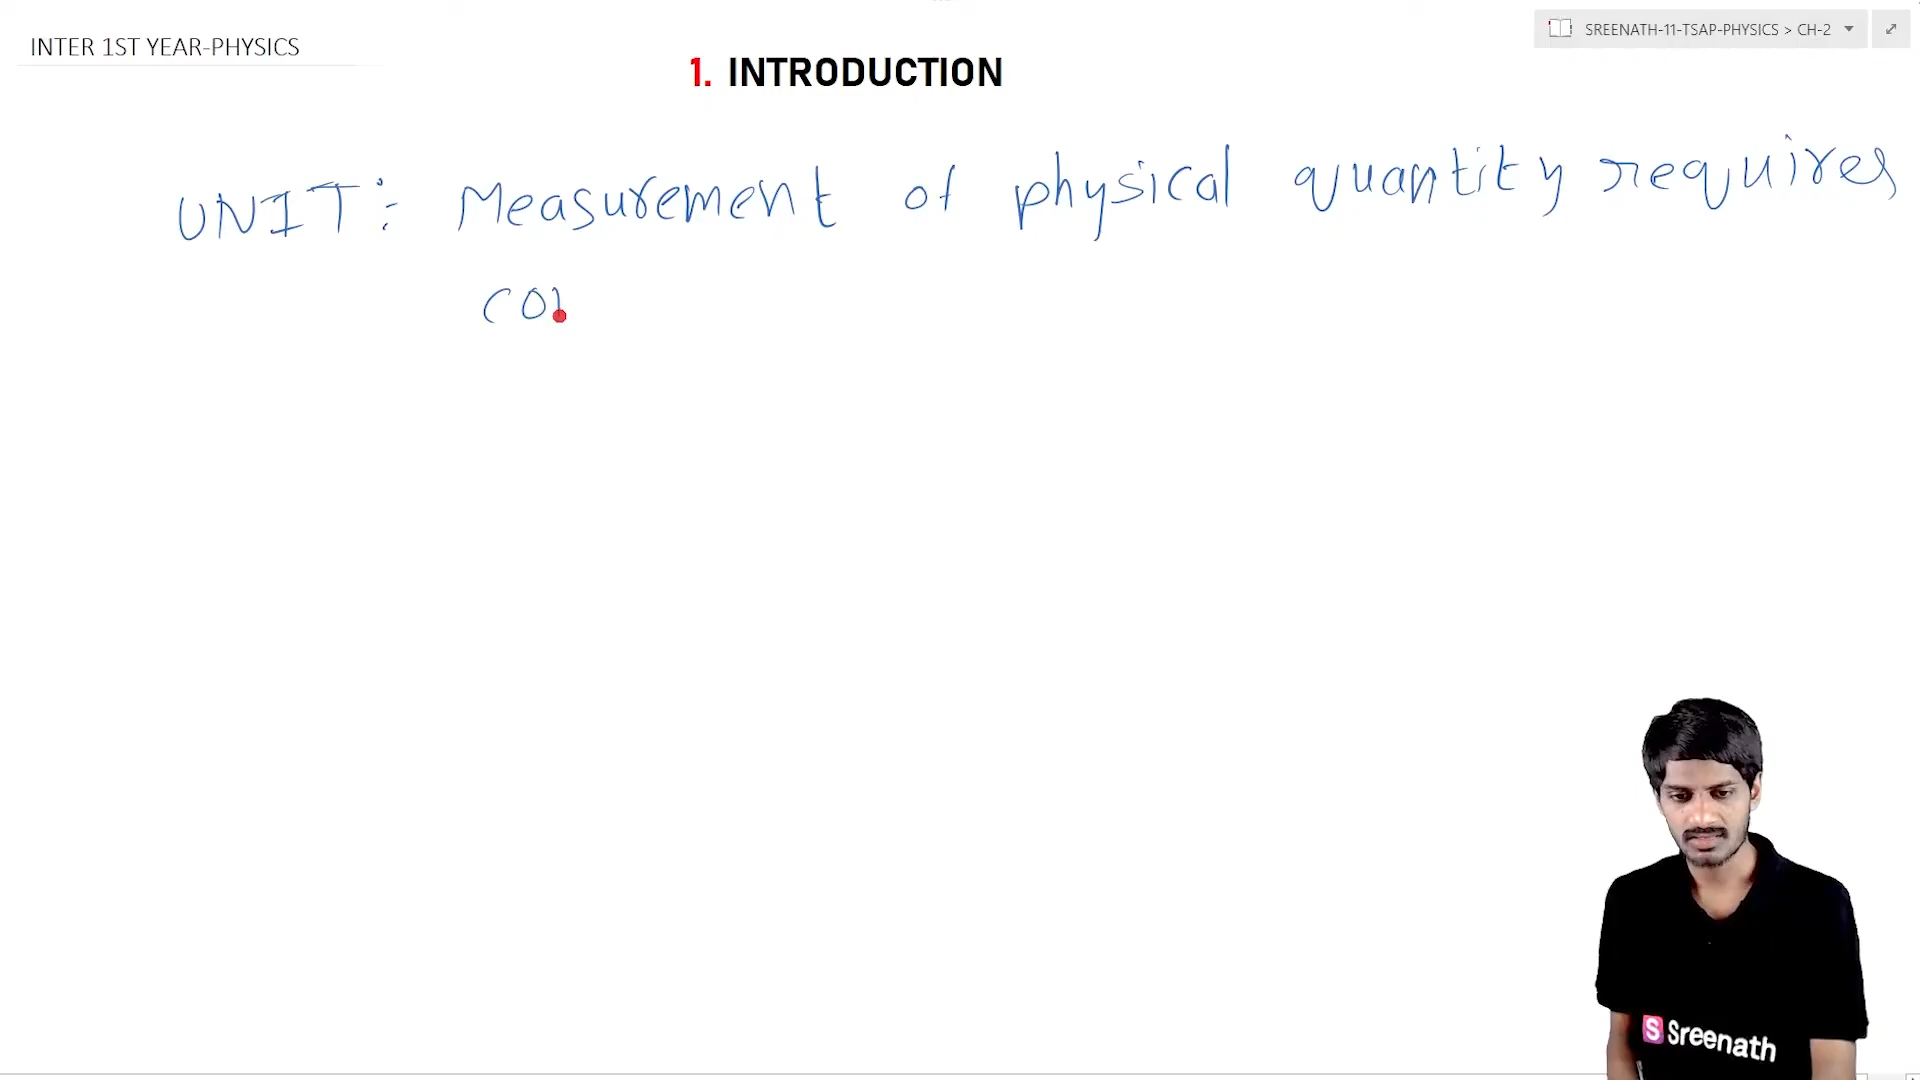 INTER 1ST YEAR-PHYSICS
SREENATH-11-TSAP-PHYSICS > CH-2
1. INTRODUCTION
UNIT: Measurement of physical quantity requires
S Sreenath